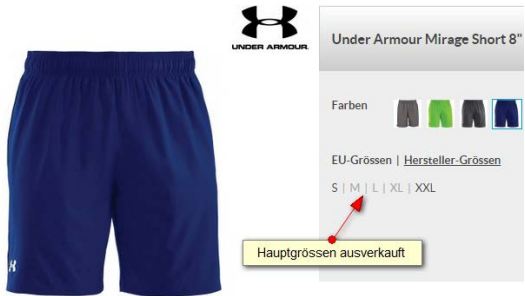 UNDER ARMOUR.
Under Armour Mirage Short 8"
Farben
EU-Grössen | Hersteller-Grössen
S | M | L | XL | XXL
Hauptgrössen ausverkauft